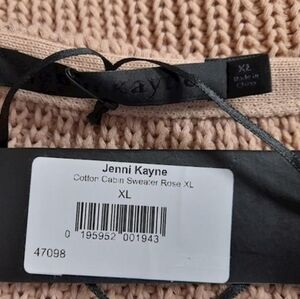 kayne
XL
Made in
China
Jenni Kayne
Cotton Cabin Sweater Rose XL
XL
0 195952 001943
47098